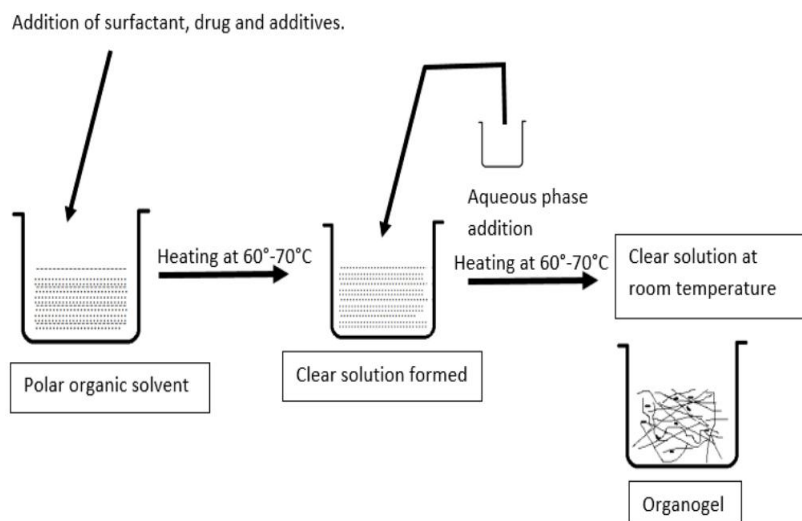 Addition of surfactant, drug and additives.
Heating at 60°-70°C
Polar organic solvent
Clear solution formed
Aqueous phase
addition
Heating at 60°-70°C
Clear solution at
room temperature
Organogel